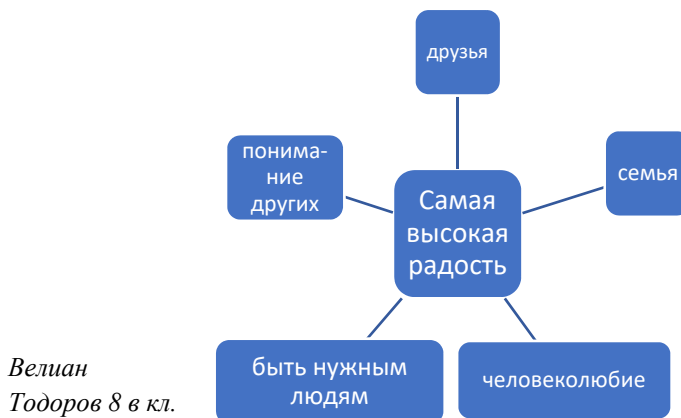 друзья
понима-
ние
других
семья
Самая
высокая
радость
быть нужным
людям
человеколюбие
Велиан
Тодоров 8 в кл.